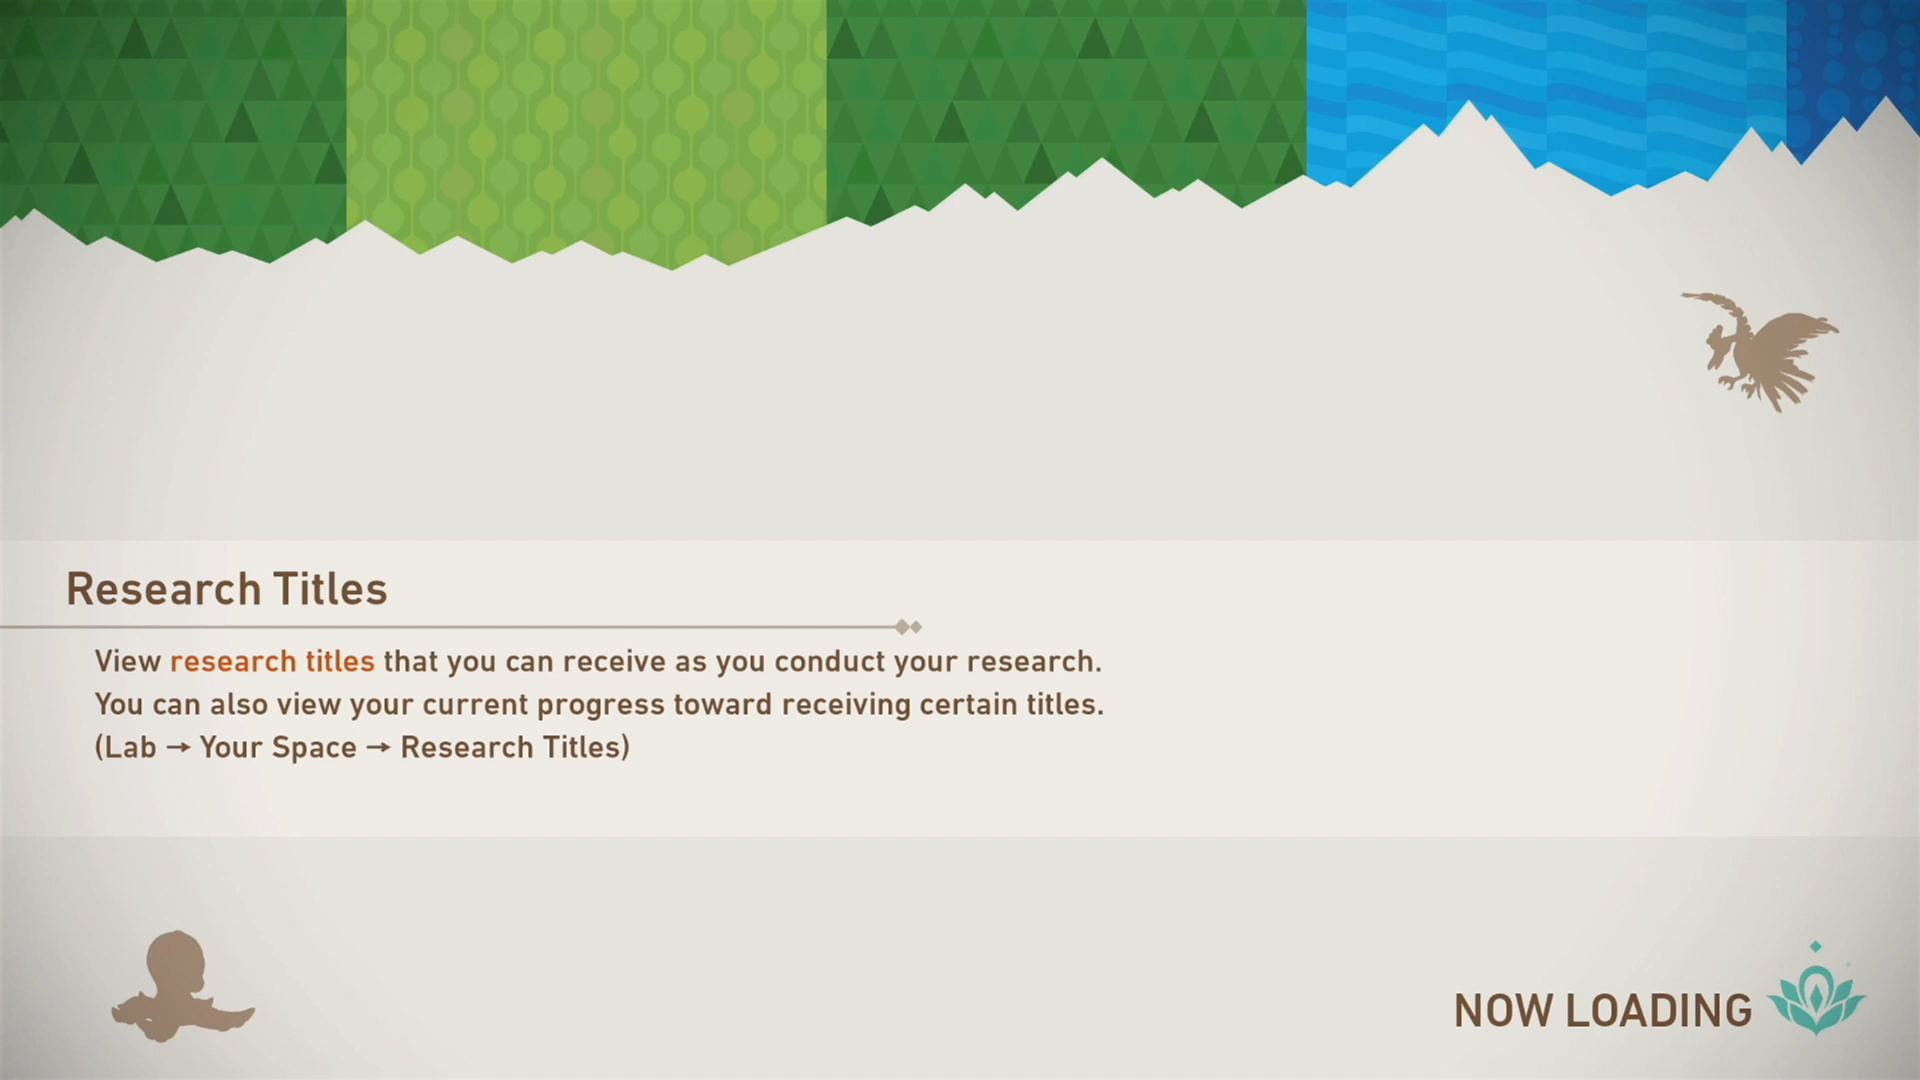 Research Titles
View research titles that you can receive as you conduct your research.
You can also view your current progress toward receiving certain titles.
(Lab → Your Space → Research Titles)
NOW LOADING